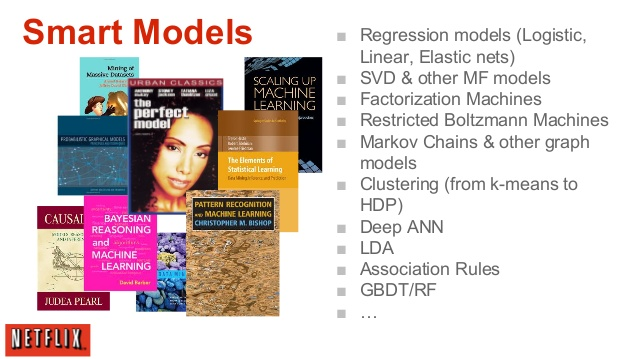 Smart Models
Mining of
Massive Datasets
URBAN CLASSICS
the
perfect
model
SCALING UP
MACHINE
LEARNING
PROBABILISTIC GRAPHICAL MODELS
The Elements of
Statistical Learning
CAUSAL
JUDEA PEARL
BAYESIAN
REASONING
and
MACHINE
LEARNING
David Barber
PATTERN RECOGNITION
AND MACHINE LEARNING
CHRISTOPHER M. BISHOP
NETFLIX
■ Regression models (Logistic,
Linear, Elastic nets)
■ SVD & other MF models
■ Factorization Machines
■ Restricted Boltzmann Machines
■ Markov Chains & other graph
models
■ Clustering (from k-means to
HDP)
■ Deep ANN
■ LDA
■ Association Rules
■ GBDT/RF
■ …